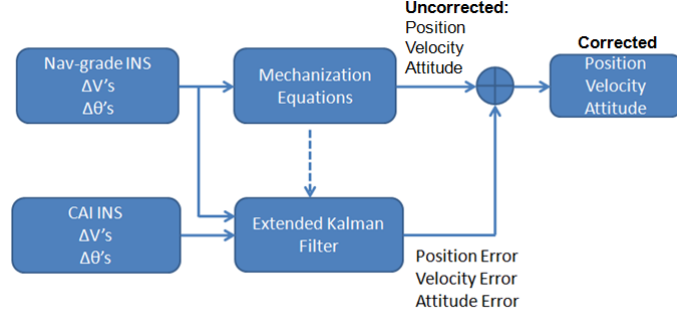 Uncorrected:
Position
Velocity
Attitude
Nav-grade INS
ΔV's
Δθ's
Mechanization
Equations
Corrected
Position
Velocity
Attitude
CAI INS
ΔV's
Δθ's
Extended Kalman
Filter
Position Error
Velocity Error
Attitude Error